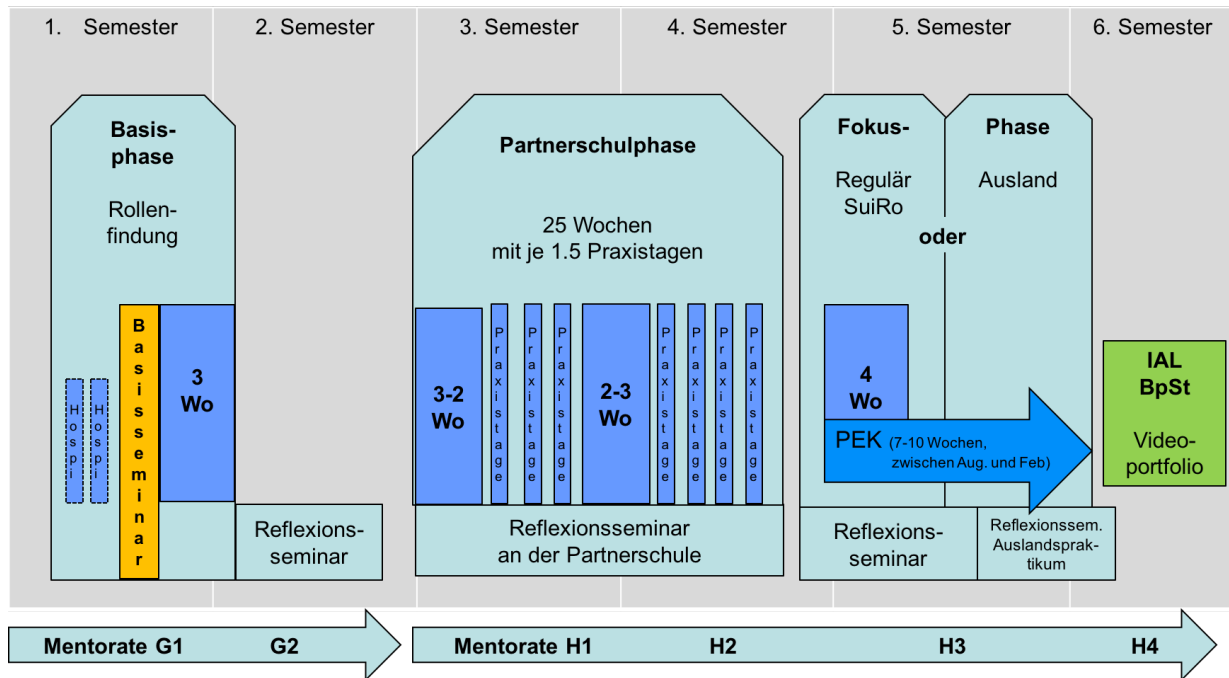 1. Semester
2. Semester
3. Semester
4. Semester
5. Semester
6. Semester
Basis-
phase
Rollen-
findung
Hospi
Hospi
Basisseminar
3
Wo
Reflexions-
seminar
Partnerschulphase
25 Wochen
mit je 1.5 Praxistagen
3-2
Wo
Praxistage
Praxistage
Praxistage
2-3
Wo
Praxistage
Praxistage
Praxistage
Praxistage
Reflexionsseminar
an der Partnerschule
Fokus-
Phase
Regulär
SuiRo
Ausland
oder
4
Wo
PEK (7-10 Wochen,
zwischen Aug. und Feb)
Reflexions-
seminar
Reflexionssem.
Auslandsprak-
tikum
IAL
BpSt
Video-
portfolio
Mentorate G1
G2
Mentorate H1
H2
H3
H4